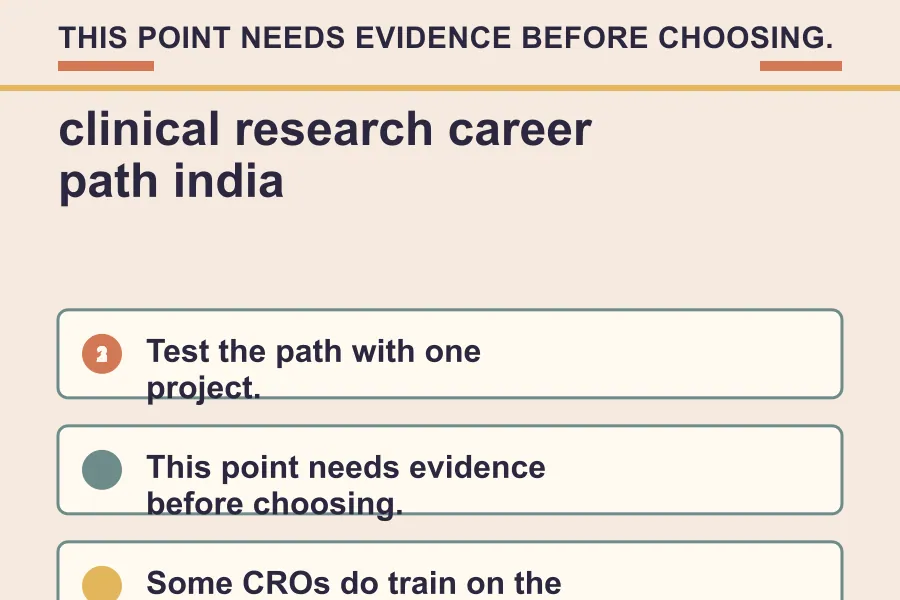 THIS POINT NEEDS EVIDENCE BEFORE CHOOSING.
clinical research career
path india
Test the path with one
project.
This point needs evidence
before choosing.
Some CROs do train on the